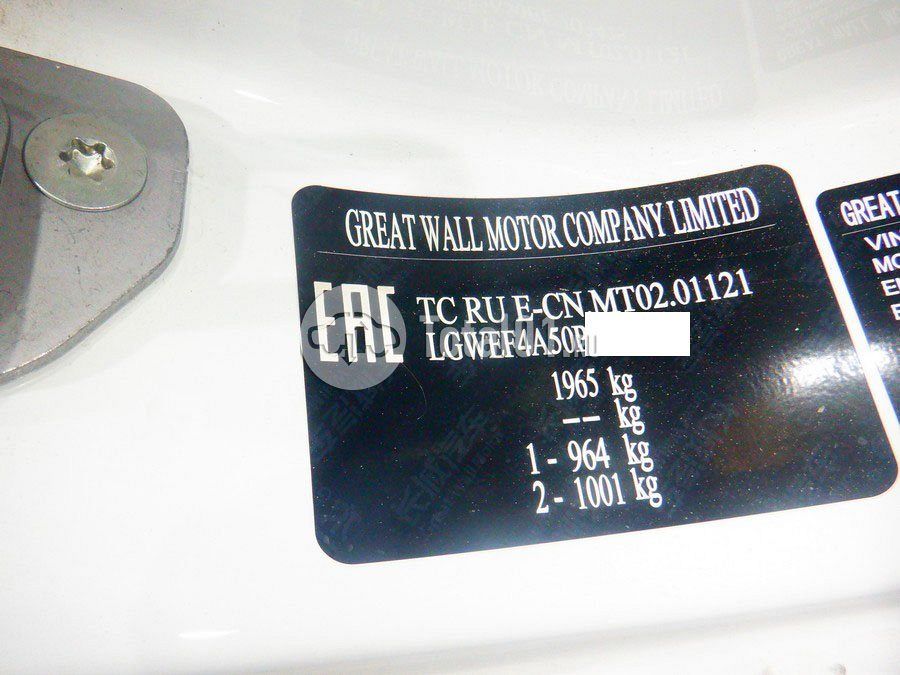 GREAT WALL MOTOR COMPANY LIMITED
EAC
TC RU E-CN.MT02.01121
LGWEF4A50
1965 kg
-- kg
1 - 964 kg
2 - 1001 kg
GREAT
VIN
MO